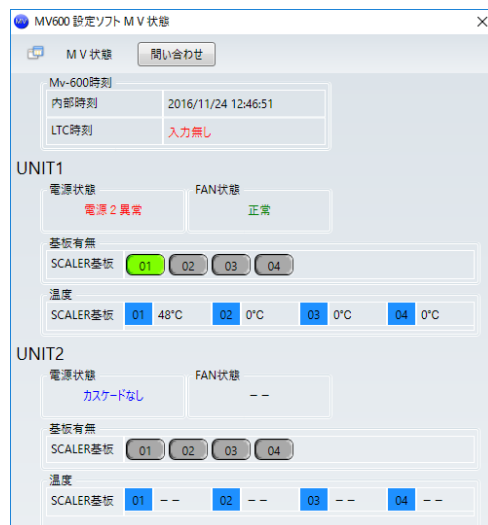 MV600 設定ソフト M V 状態
M V 状態 問い合わせ
Mv-600時刻
内部時刻 2016/11/24 12:46:51
LTC時刻 入力無し
UNIT1
電源状態 FAN状態
電源 2 異常 正常
基板有無
SCALER基板 01 02 03 04
温度
SCALER基板 01 48℃ 02 0℃ 03 0℃ 04 0℃
UNIT2
電源状態 FAN状態
カスケードなし －－
基板有無
SCALER基板 01 02 03 04
温度
SCALER基板 01 －－ 02 －－ 03 －－ 04 －－